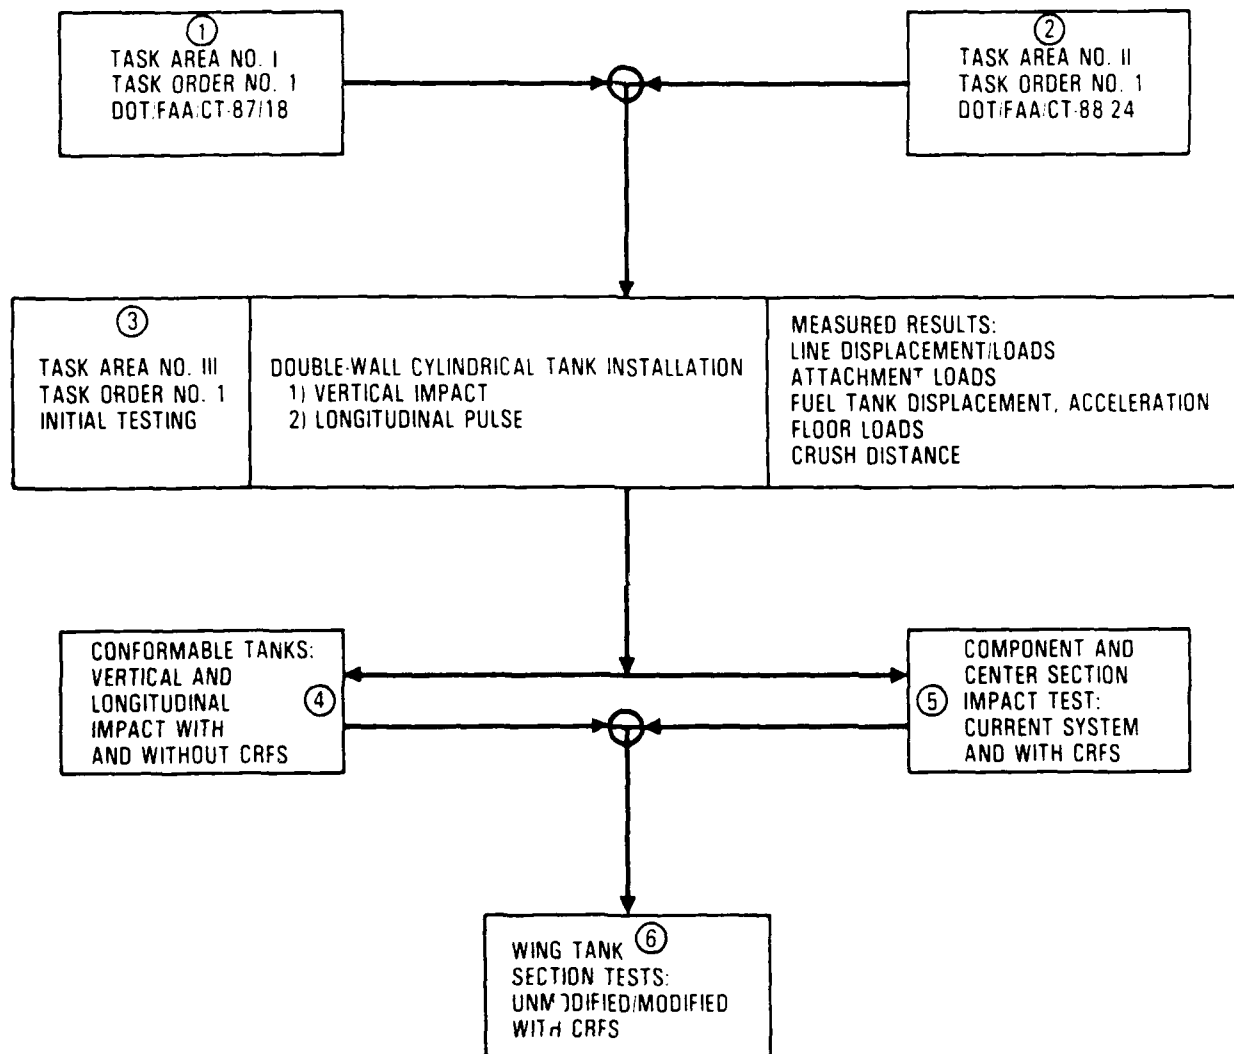 1
TASK AREA NO. I
TASK ORDER NO. 1
DOT/FAA/CT-87/18
2
TASK AREA NO. II
TASK ORDER NO. 1
DOT/FAA/CT-88 24
3
TASK AREA NO. III
TASK ORDER NO. 1
INITIAL TESTING
DOUBLE-WALL CYLINDRICAL TANK INSTALLATION
1) VERTICAL IMPACT
2) LONGITUDINAL PULSE
MEASURED RESULTS:
LINE DISPLACEMENT/LOADS
ATTACHMENT LOADS
FUEL TANK DISPLACEMENT, ACCELERATION
FLOOR LOADS
CRUSH DISTANCE
CONFORMABLE TANKS:
VERTICAL AND
LONGITUDINAL
IMPACT WITH
AND WITHOUT CRFS
4
COMPONENT AND
CENTER SECTION
IMPACT TEST:
CURRENT SYSTEM
AND WITH CRFS
5
6
WING TANK
SECTION TESTS:
UNMODIFIED/MODIFIED
WITH CRFS